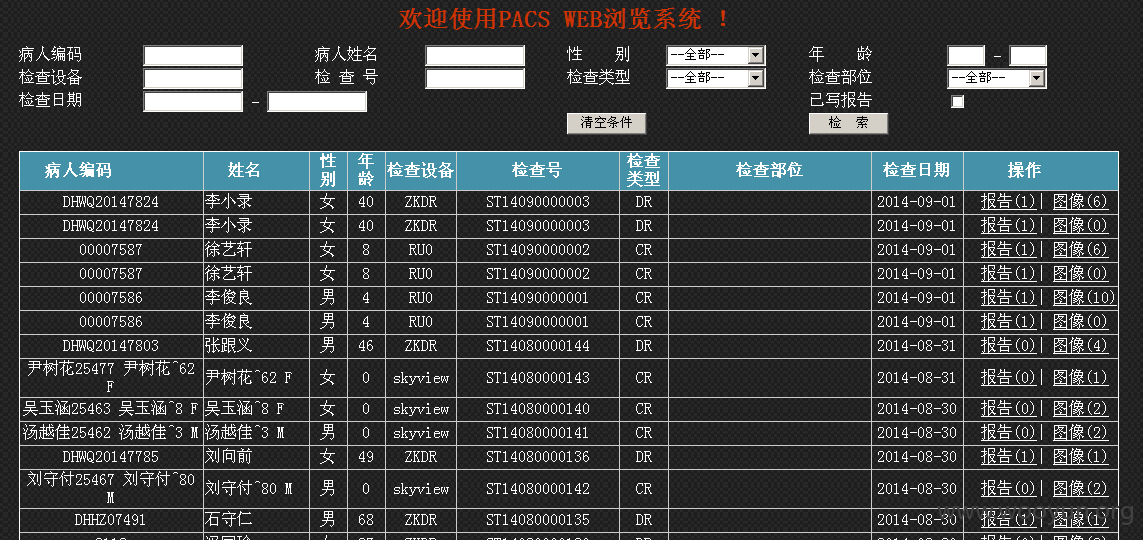 欢迎使用PACS WEB浏览系统 ！
病人编码 病人姓名 性 别 --全部-- 年 龄 -
检查设备 检 查 号 检查类型 --全部-- 检查部位 --全部--
检查日期 - 已写报告
清空条件 检 索
病人编码 姓名 性别 年龄 检查设备 检查号 检查类型 检查部位 检查日期 操作
DHWQ20147824 李小录 女 40 ZKDR ST14090000003 DR 2014-09-01 报告(1)| 图像(6)
DHWQ20147824 李小录 女 40 ZKDR ST14090000003 DR 2014-09-01 报告(1)| 图像(0)
00007587 徐艺轩 女 8 RU0 ST14090000002 CR 2014-09-01 报告(1)| 图像(6)
00007587 徐艺轩 女 8 RU0 ST14090000002 CR 2014-09-01 报告(1)| 图像(0)
00007586 李俊良 男 4 RU0 ST14090000001 CR 2014-09-01 报告(1)| 图像(10)
00007586 李俊良 男 4 RU0 ST14090000001 CR 2014-09-01 报告(1)| 图像(0)
DHWQ20147803 张跟义 男 46 ZKDR ST14080000144 DR 2014-08-31 报告(0)| 图像(4)
尹树花25477 尹树花^62 F 尹树花^62 F 女 0 skyview ST14080000143 CR 2014-08-31 报告(0)| 图像(1)
吴玉涵25463 吴玉涵^8 F 吴玉涵^8 F 女 0 skyview ST14080000140 CR 2014-08-30 报告(0)| 图像(2)
汤越佳25462 汤越佳^3 M 汤越佳^3 M 男 0 skyview ST14080000141 CR 2014-08-30 报告(0)| 图像(2)
DHWQ20147785 刘向前 女 49 ZKDR ST14080000136 DR 2014-08-30 报告(1)| 图像(1)
刘守付25467 刘守付^80 M 刘守付^80 M 男 0 skyview ST14080000142 CR 2014-08-30 报告(0)| 图像(2)
DHHZ07491 石守仁 男 68 ZKDR ST14080000135 DR 2014-08-30 报告(1)| 图像(1)